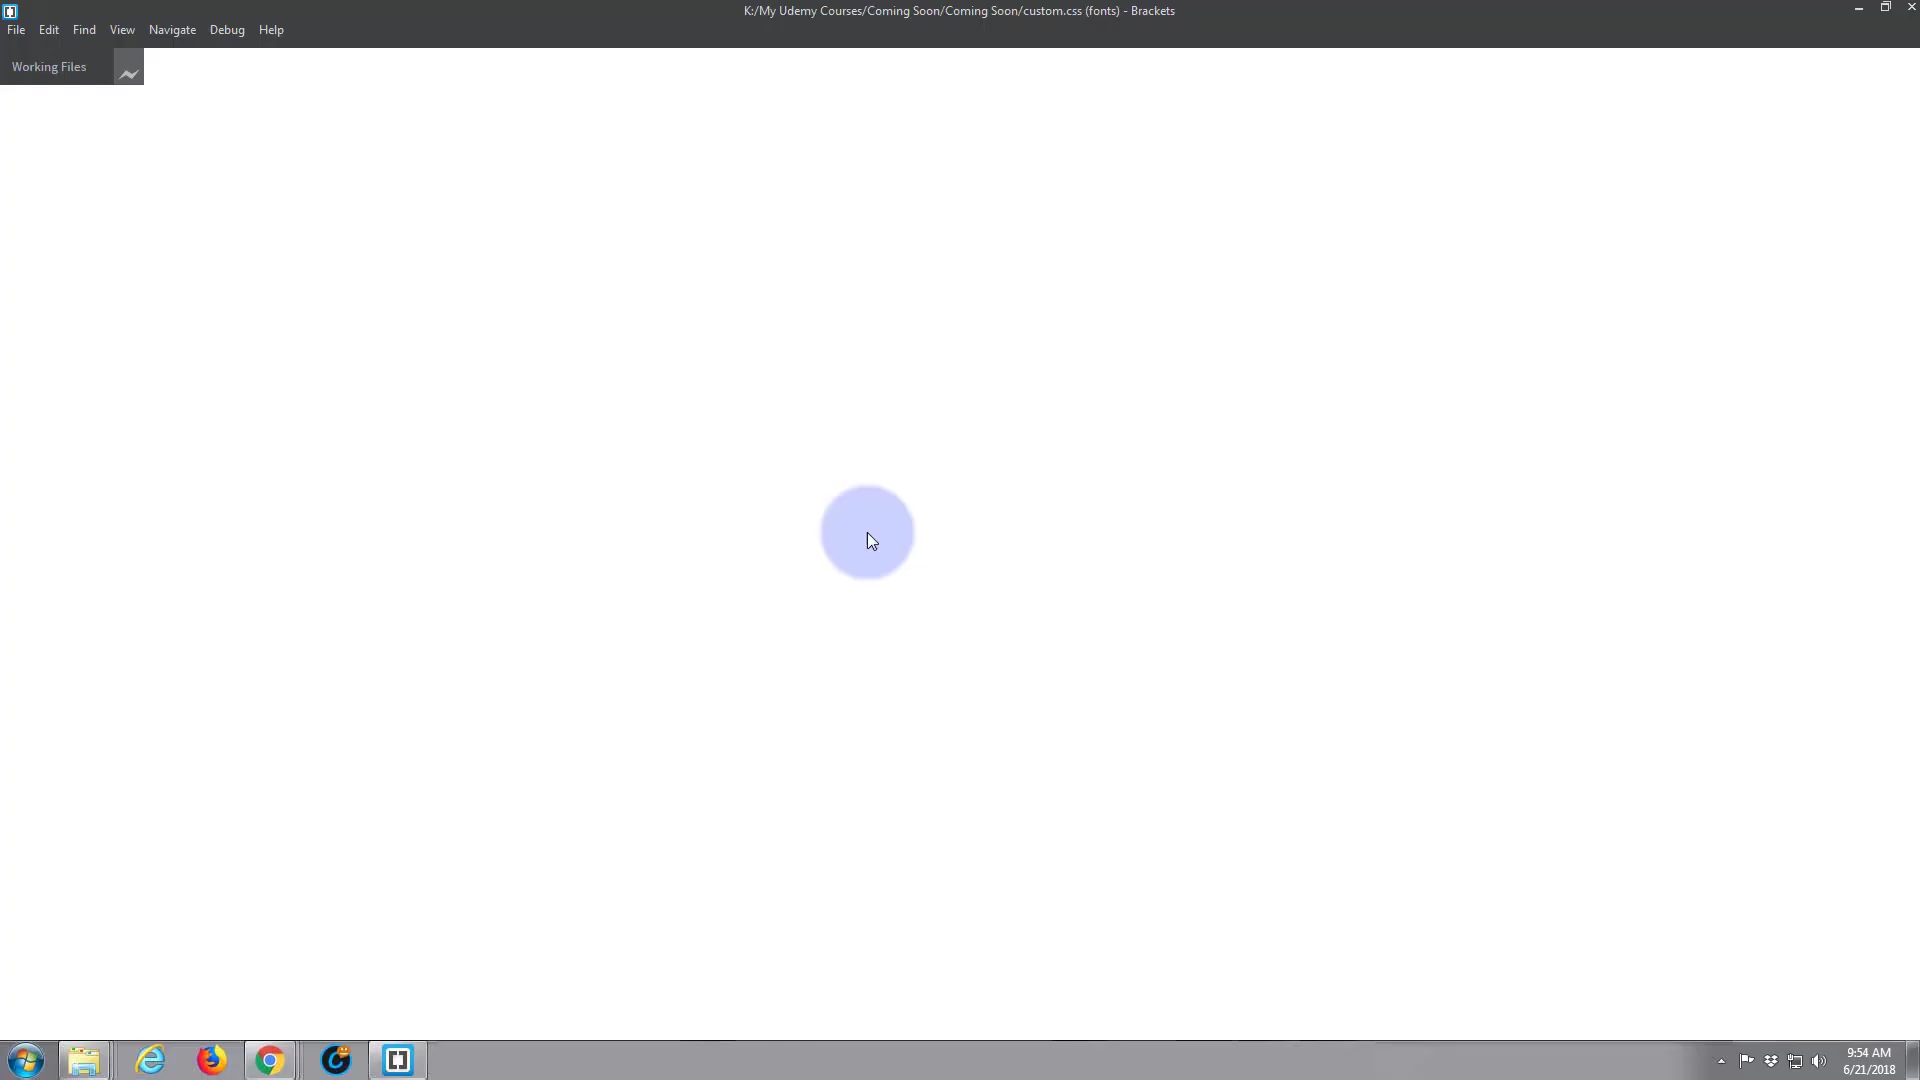 K:/My Udemy Courses/Coming Soon/Coming Soon/custom.css (fonts) - Brackets
File Edit Find View Navigate Debug Help
Working Files
9:54 AM
6/21/2018